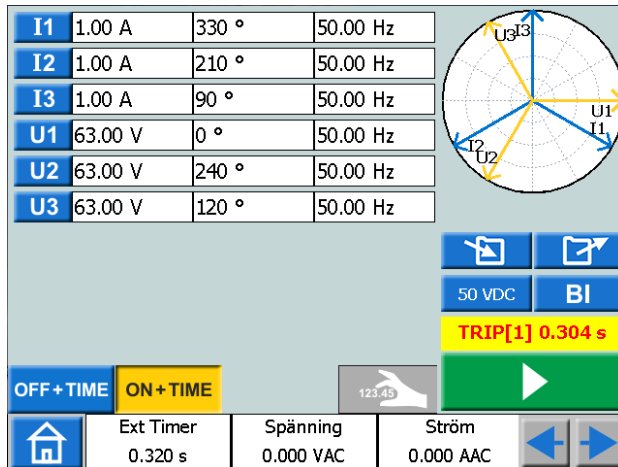 I1 1.00 A 330 ° 50.00 Hz
I2 1.00 A 210 ° 50.00 Hz
I3 1.00 A 90 ° 50.00 Hz
U1 63.00 V 0 ° 50.00 Hz
U2 63.00 V 240 ° 50.00 Hz
U3 63.00 V 120 ° 50.00 Hz
U3 I3
U1
I1
I2
U2
50 VDC BI
TRIP[1] 0.304 s
OFF+TIME ON+TIME 123.45
Ext Timer Spänning Ström
0.320 s 0.000 VAC 0.000 AAC